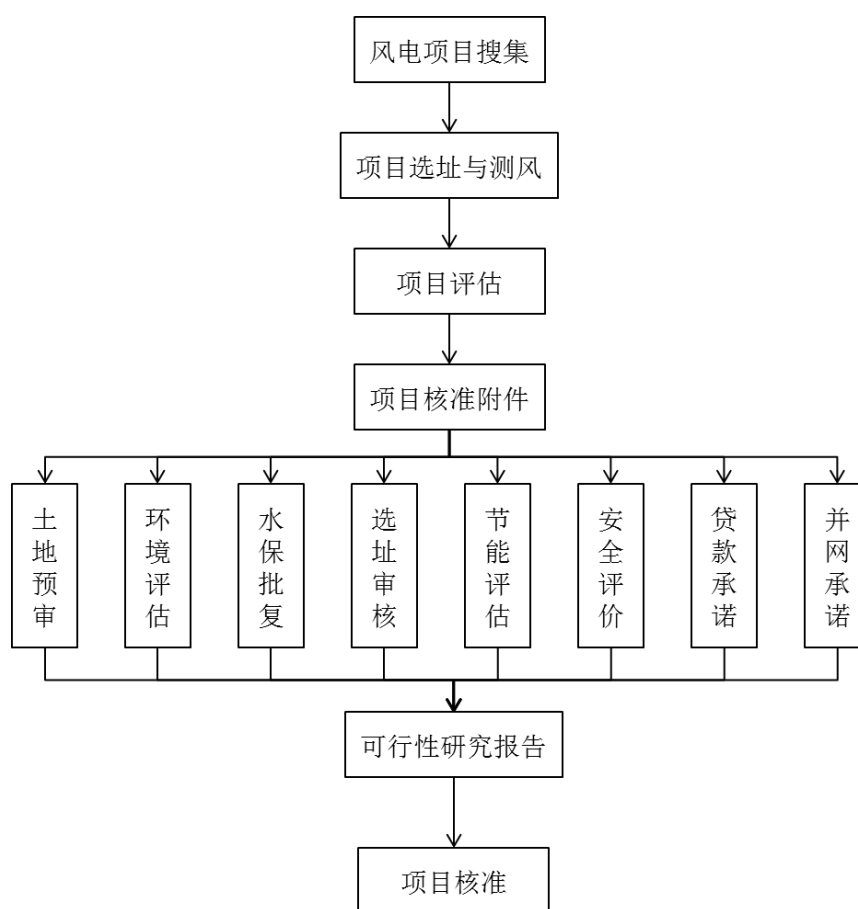 风电项目搜集
项目选址与测风
项目评估
项目核准附件
土地预审
环境评估
水保批复
选址审核
节能评估
安全评价
贷款承诺
并网承诺
可行性研究报告
项目核准